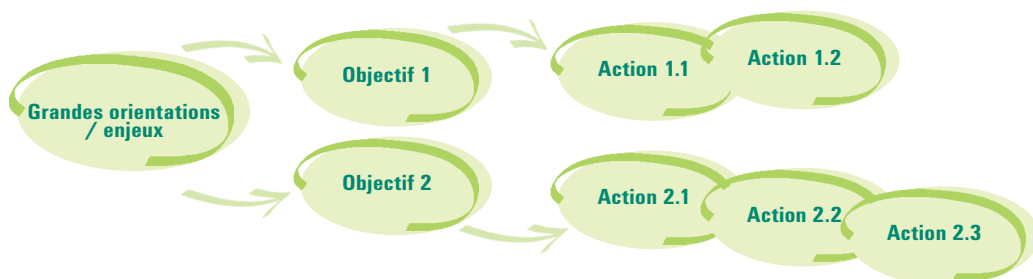 Grandes orientations
/ enjeux
Objectif 1
Action 1.1
Action 1.2
Objectif 2
Action 2.1
Action 2.2
Action 2.3